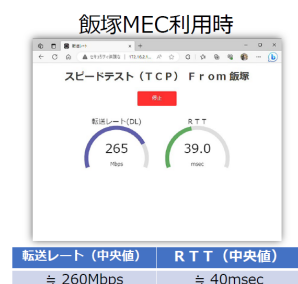 飯塚MEC利用時
スピードテスト（TCP） From 飯塚
停止
転送レート(DL)
RTT
265
39.0
Mbps
msec
転送レート（中央値）
RTT（中央値）
≒ 260Mbps
≒ 40msec